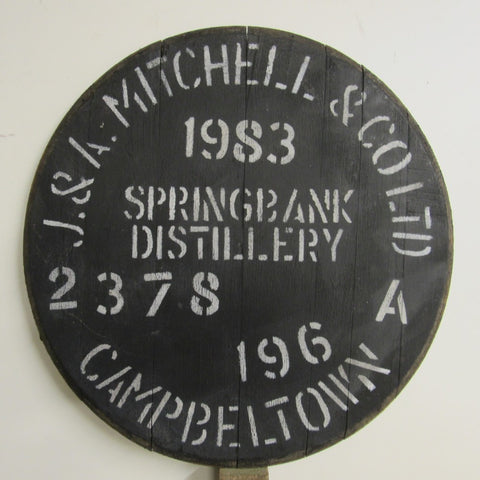 J. & A. MITCHELL & CO LTD
1983
SPRINGBANK
DISTILLERY
2378 A
196
CAMPBELTOWN